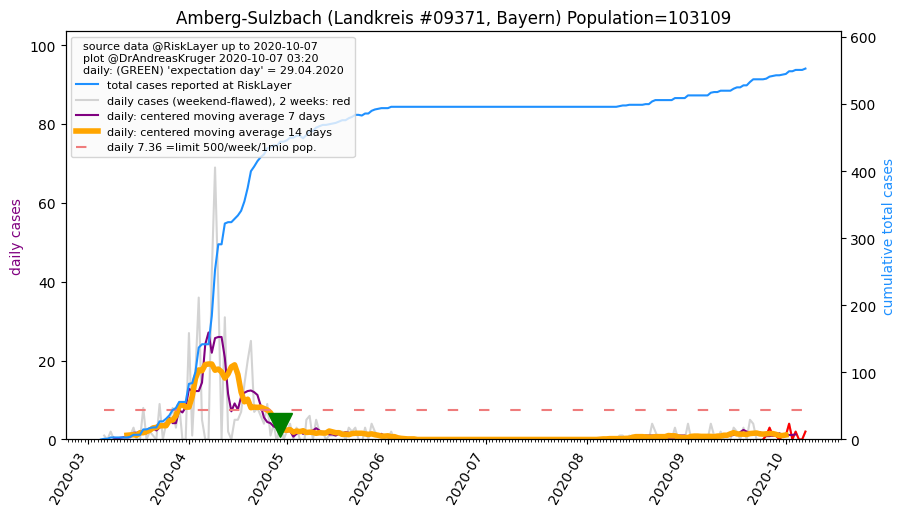 Amberg-Sulzbach (Landkreis #09371, Bayern) Population=103109
source data @RiskLayer up to 2020-10-07
plot @DrAndreasKruger 2020-10-07 03:20
daily: (GREEN) 'expectation day' = 29.04.2020
total cases reported at RiskLayer
daily cases (weekend-flawed), 2 weeks: red
daily: centered moving average 7 days
daily: centered moving average 14 days
daily 7.36 =limit 500/week/1mio pop.
daily cases
100
80
60
40
20
0
cumulative total cases
600
500
400
300
200
100
0
2020-03
2020-04
2020-05
2020-06
2020-07
2020-08
2020-09
2020-10